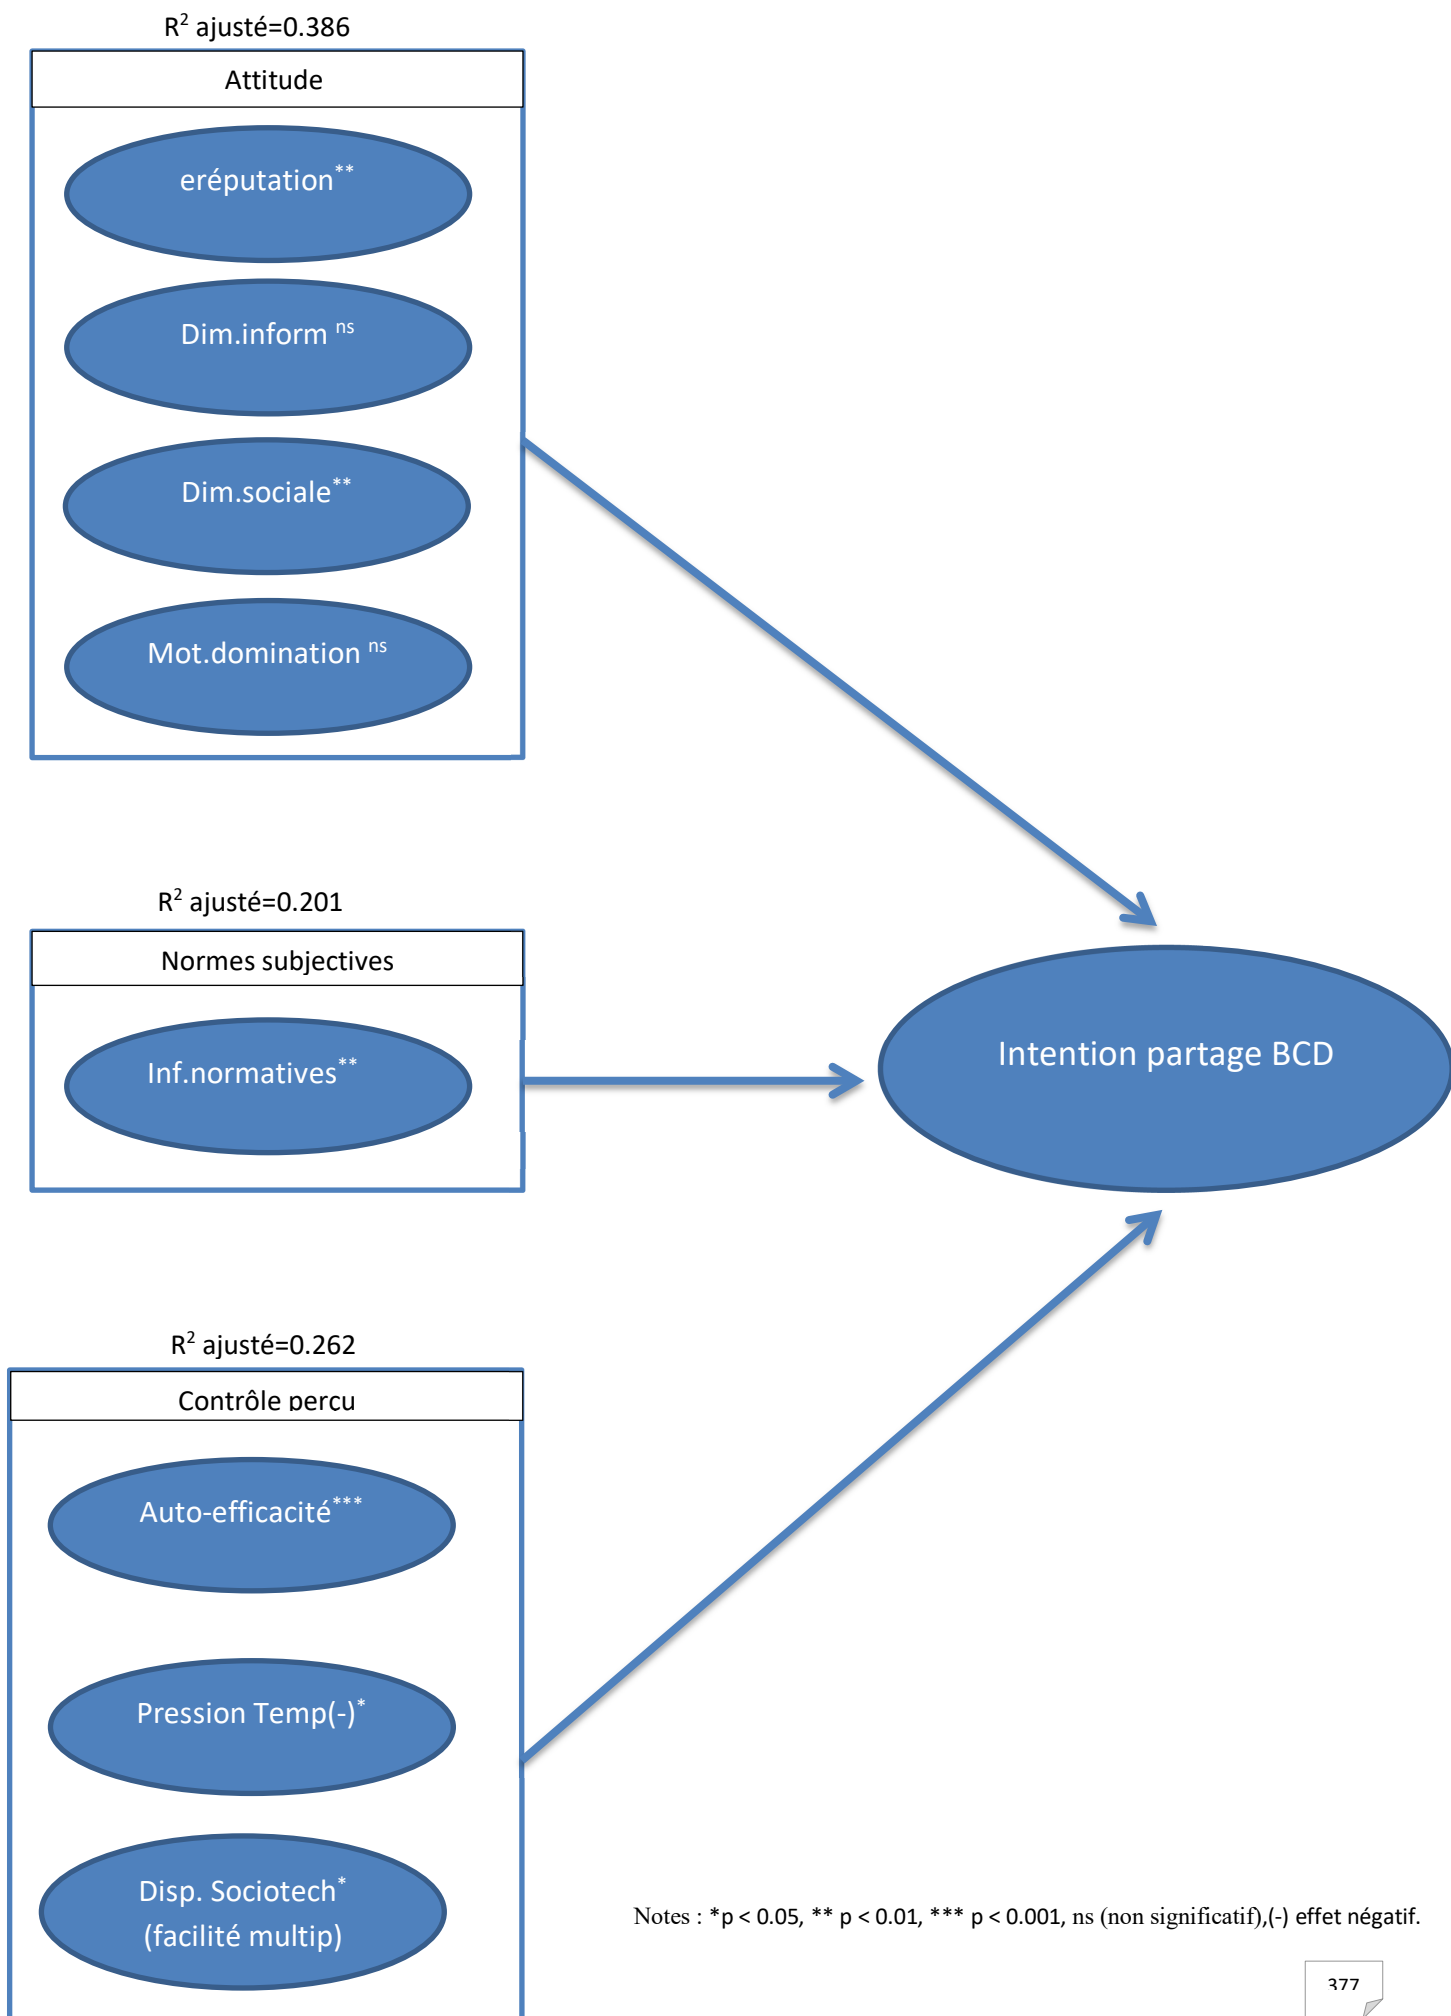 R² ajusté=0.386
Attitude
eréputation**
Dim.inform ns
Dim.sociale**
Mot.domination ns
R² ajusté=0.201
Normes subjectives
Inf.normatives**
Intention partage BCD
R² ajusté=0.262
Contrôle perçu
Auto-efficacité***
Pression Temp(-)*
Disp. Sociotech*
(facilité multip)
Notes : *p < 0.05, ** p < 0.01, *** p < 0.001, ns (non significatif),(-) effet négatif.
377